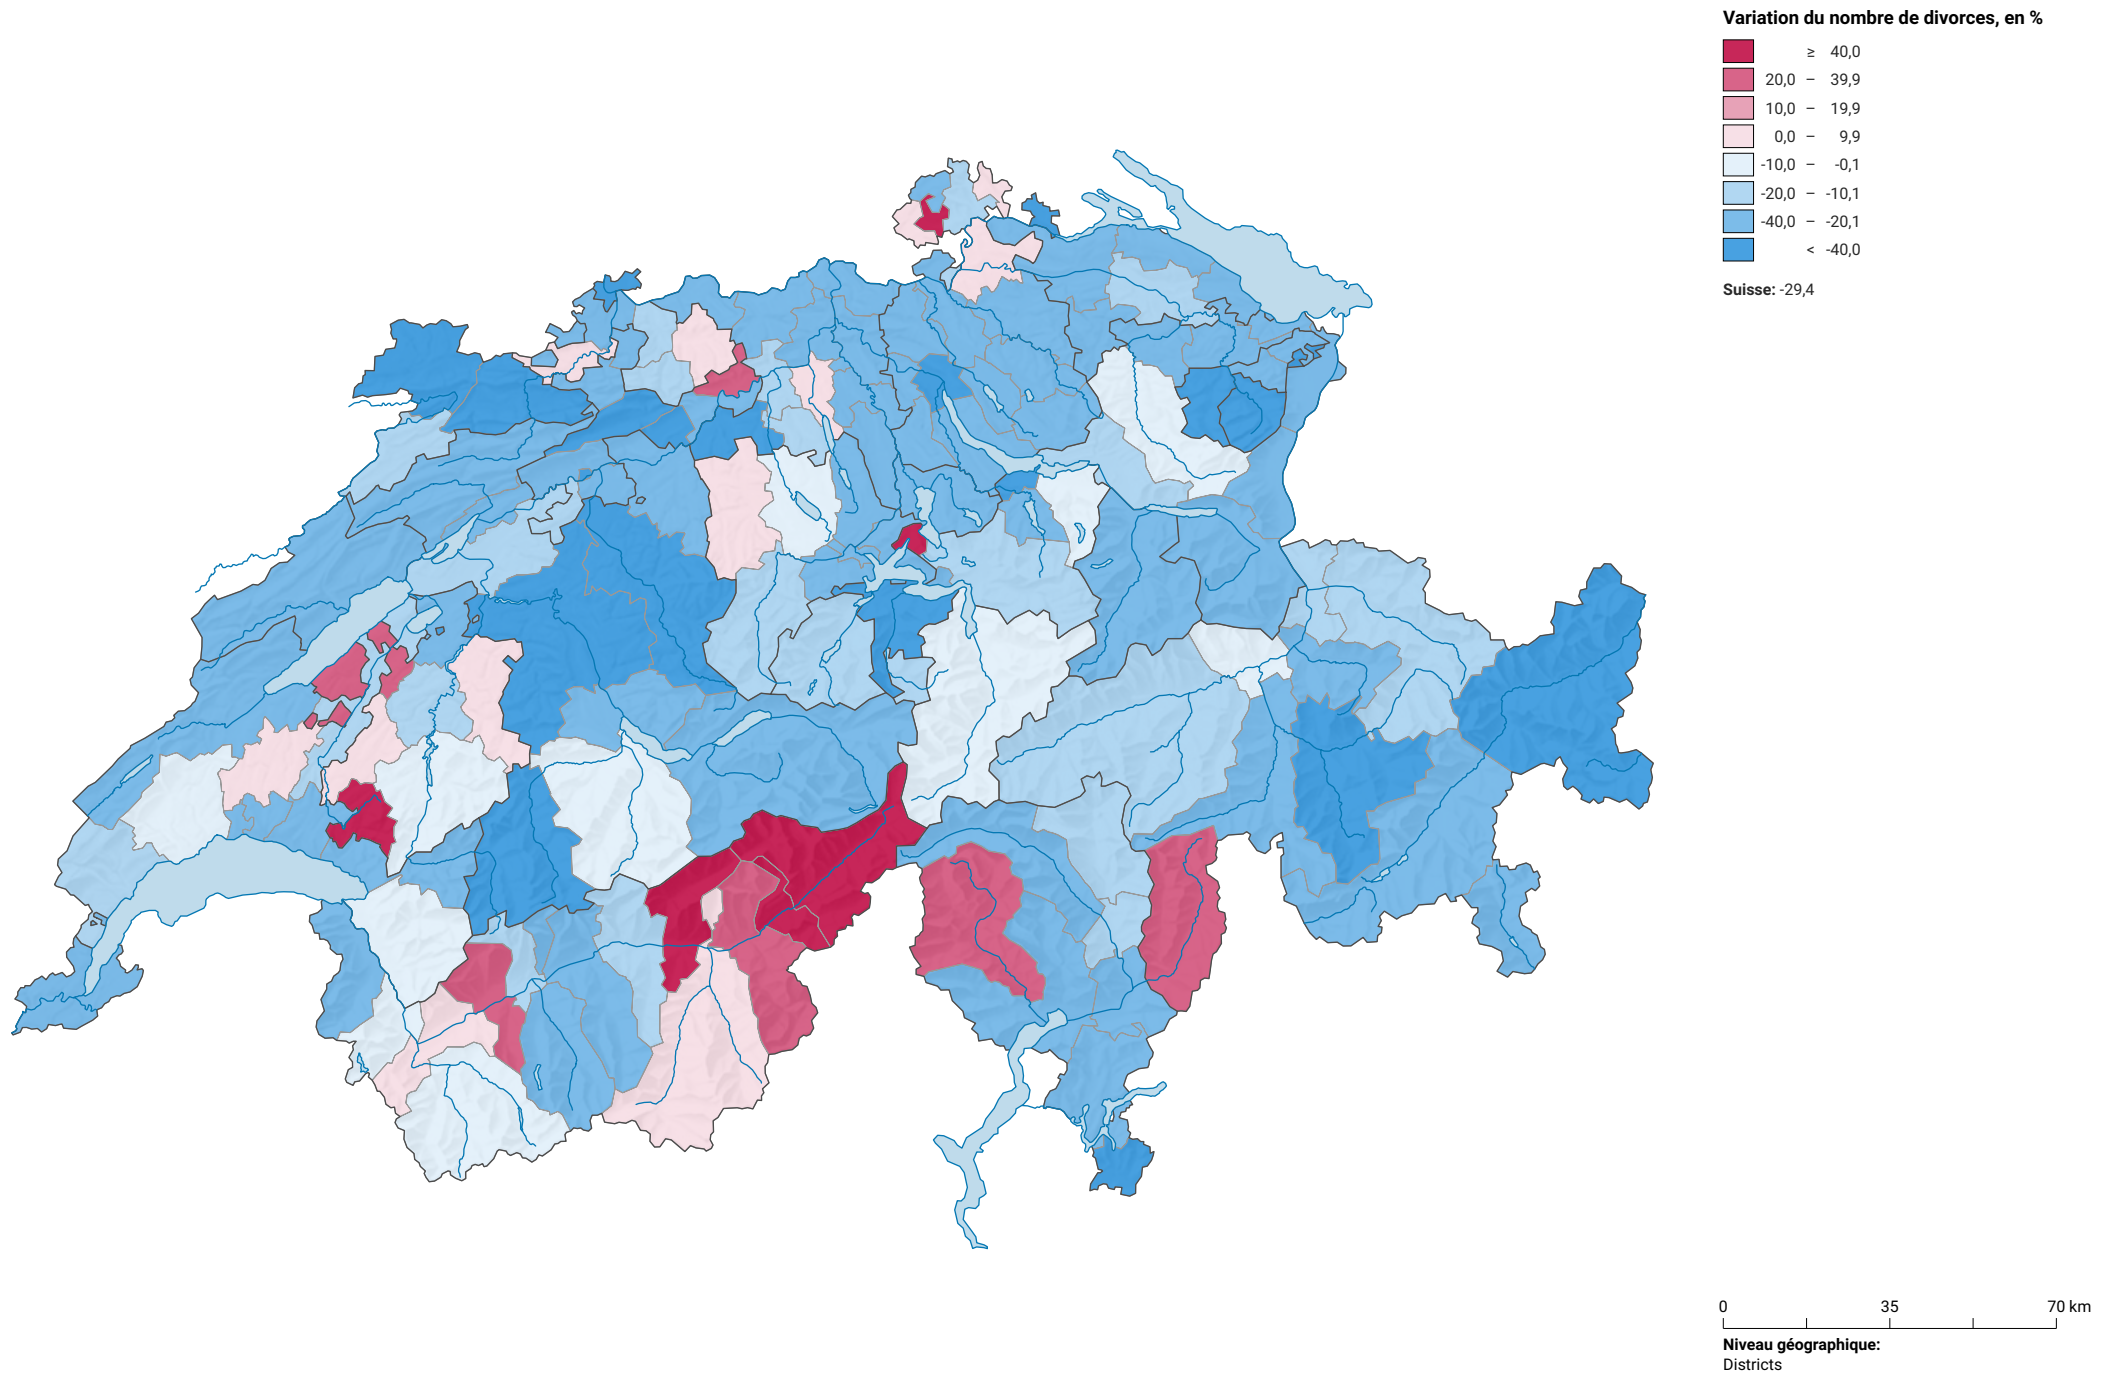 Variation du nombre de divorces, en %
≥ 40,0
20,0 – 39,9
10,0 – 19,9
0,0 – 9,9
-10,0 – -0,1
-20,0 – -10,1
-40,0 – -20,1
< -40,0
Suisse: -29,4
0 35 70 km
Niveau géographique:
Districts